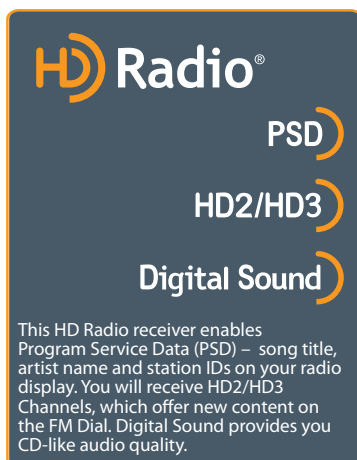 HD Radio®
PSD
HD2/HD3
Digital Sound
This HD Radio receiver enables
Program Service Data (PSD) – song title,
artist name and station IDs on your radio
display. You will receive HD2/HD3
Channels, which offer new content on
the FM Dial. Digital Sound provides you
CD-like audio quality.